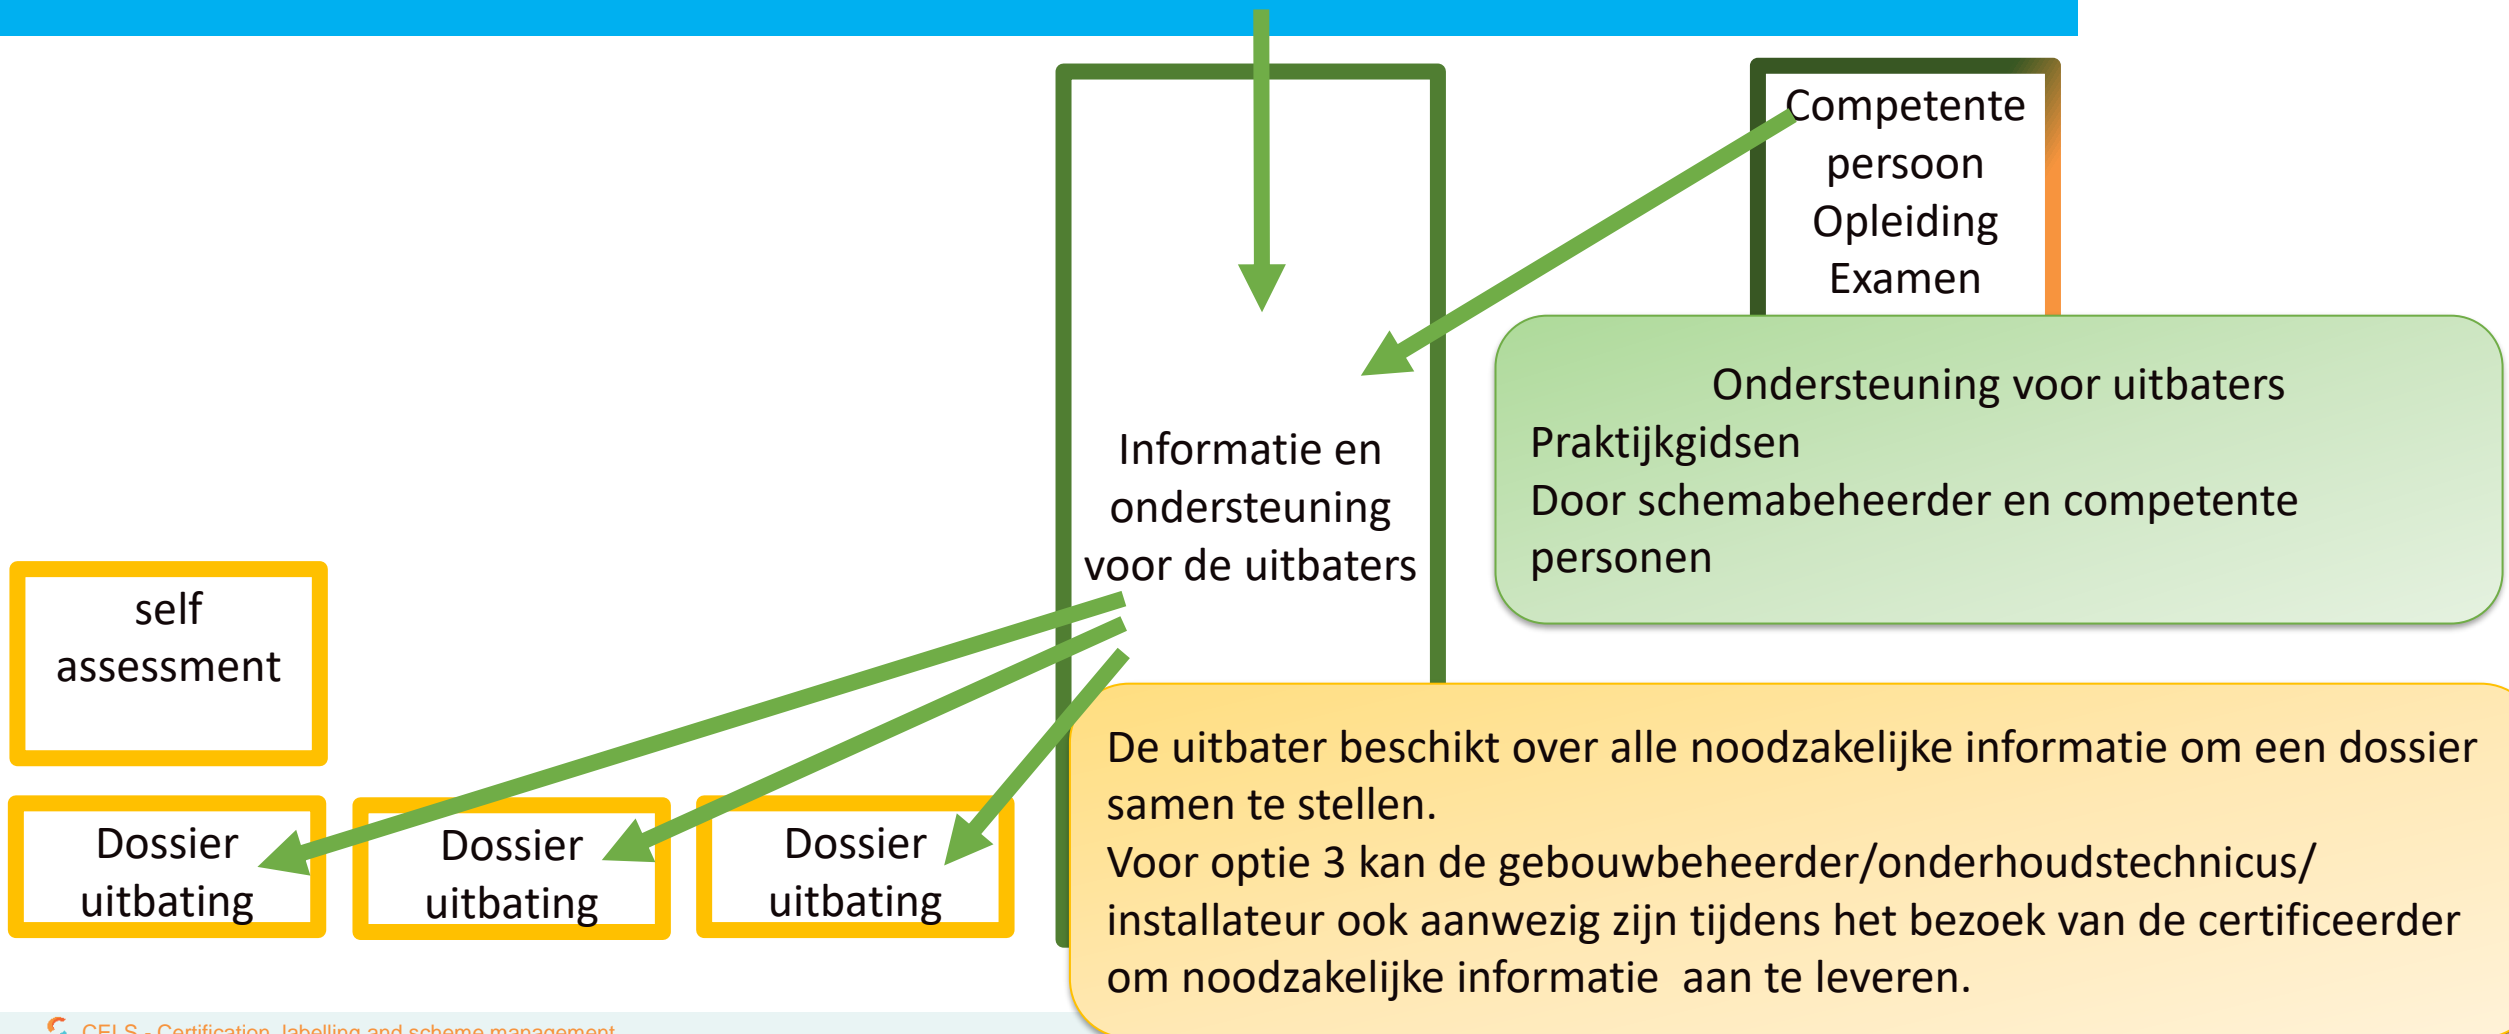 Competente
persoon
Opleiding
Examen
Ondersteuning voor uitbaters
Praktijkgidsen
Door schemabeheerder en competente
personen
Informatie en
ondersteuning
voor de uitbaters
self
assessment
De uitbater beschikt over alle noodzakelijke informatie om een dossier
samen te stellen.
Voor optie 3 kan de gebouwbeheerder/onderhoudstechnicus/
installateur ook aanwezig zijn tijdens het bezoek van de certificeerder
om noodzakelijke informatie aan te leveren.
Dossier
uitbating
Dossier
uitbating
Dossier
uitbating
CELS - Certification, labelling and scheme management